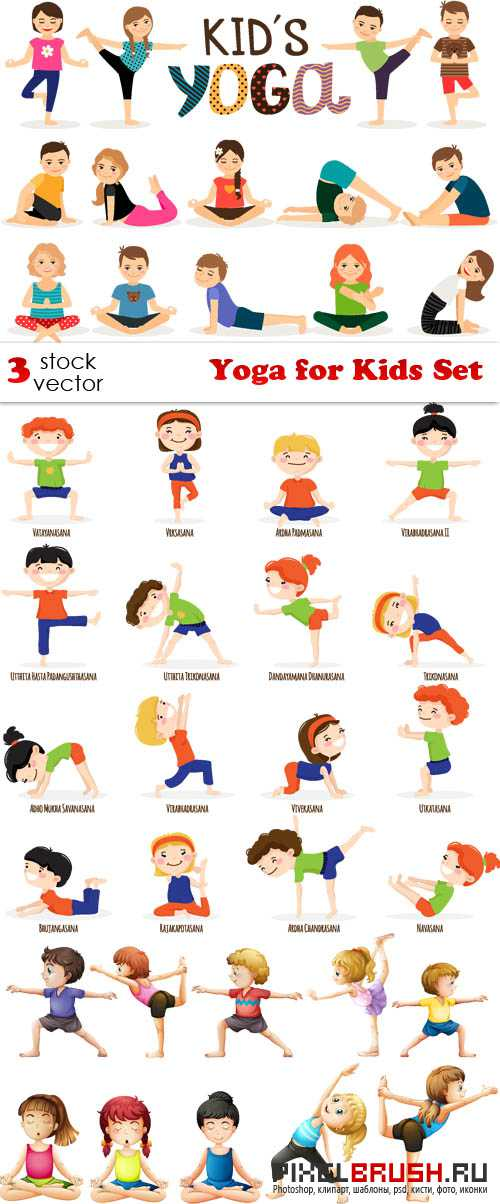 KID'S
YOGA
3 stock vector
Yoga for Kids Set
Vatayanasana
Vrksasana
Ardha Padmasana
Virabhadrasana II
Utthita Hasta Padangushthasana
Utthita Trikonasana
Dandayamana Dhanurasana
Trikonasana
Adho Mukha Savanasana
Virabhadrasana
Vivekasana
Utkatasana
Bhujangasana
Rajakapotasana
Ardha Chandrasana
Navasana
PIXELBRUSH.RU
Photoshop, клипарт, шаблоны, psd, кисти, фото, иконки